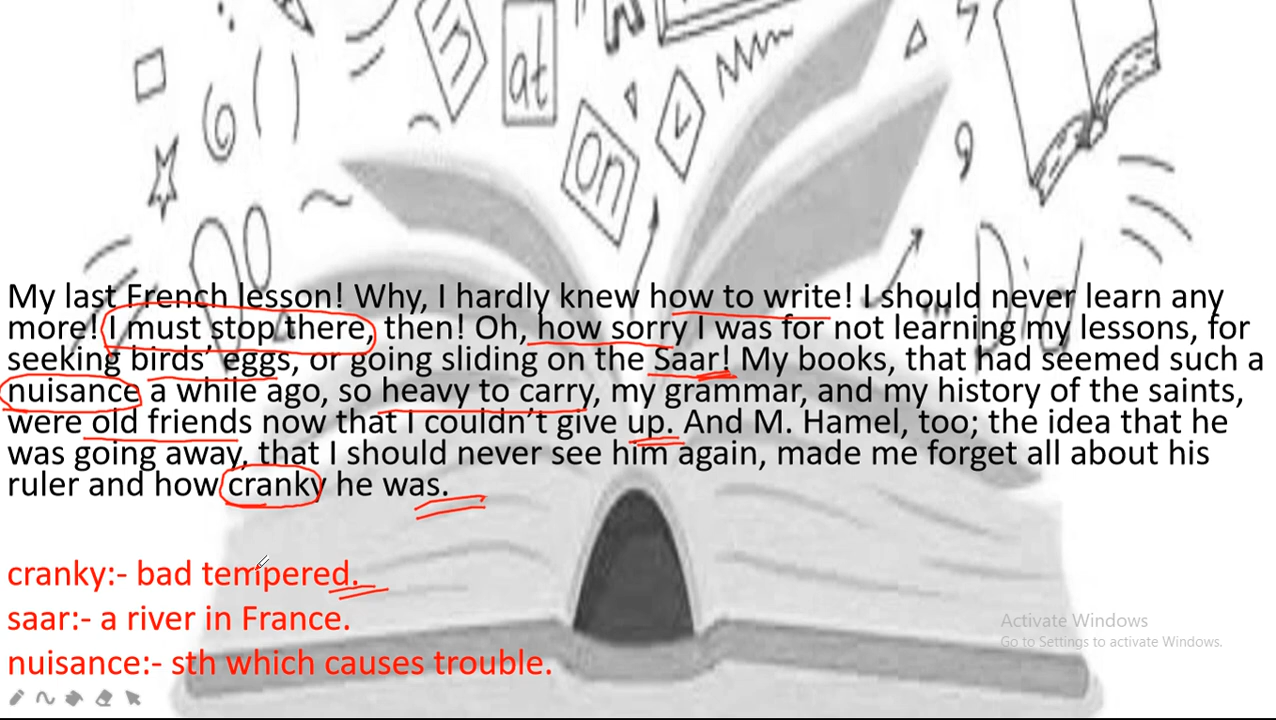 in
at
on
Did
My last French lesson! Why, I hardly knew how to write! I should never learn any
more! I must stop there, then! Oh, how sorry I was for not learning my lessons, for
seeking birds’ eggs, or going sliding on the Saar! My books, that had seemed such a
nuisance a while ago, so heavy to carry, my grammar, and my history of the saints,
were old friends now that I couldn’t give up. And M. Hamel, too; the idea that he
was going away, that I should never see him again, made me forget all about his
ruler and how cranky he was.
cranky:- bad tempered.
saar:- a river in France.
nuisance:- sth which causes trouble.
Activate Windows
Go to Settings to activate Windows.